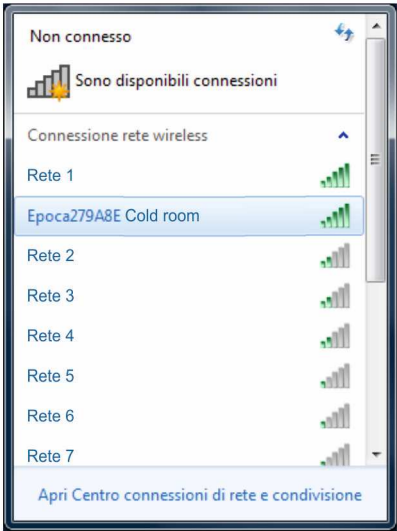 Non connesso
Sono disponibili connessioni
Connessione rete wireless
Rete 1
Epoca279A8E Cold room
Rete 2
Rete 3
Rete 4
Rete 5
Rete 6
Rete 7
Apri Centro connessioni di rete e condivisione